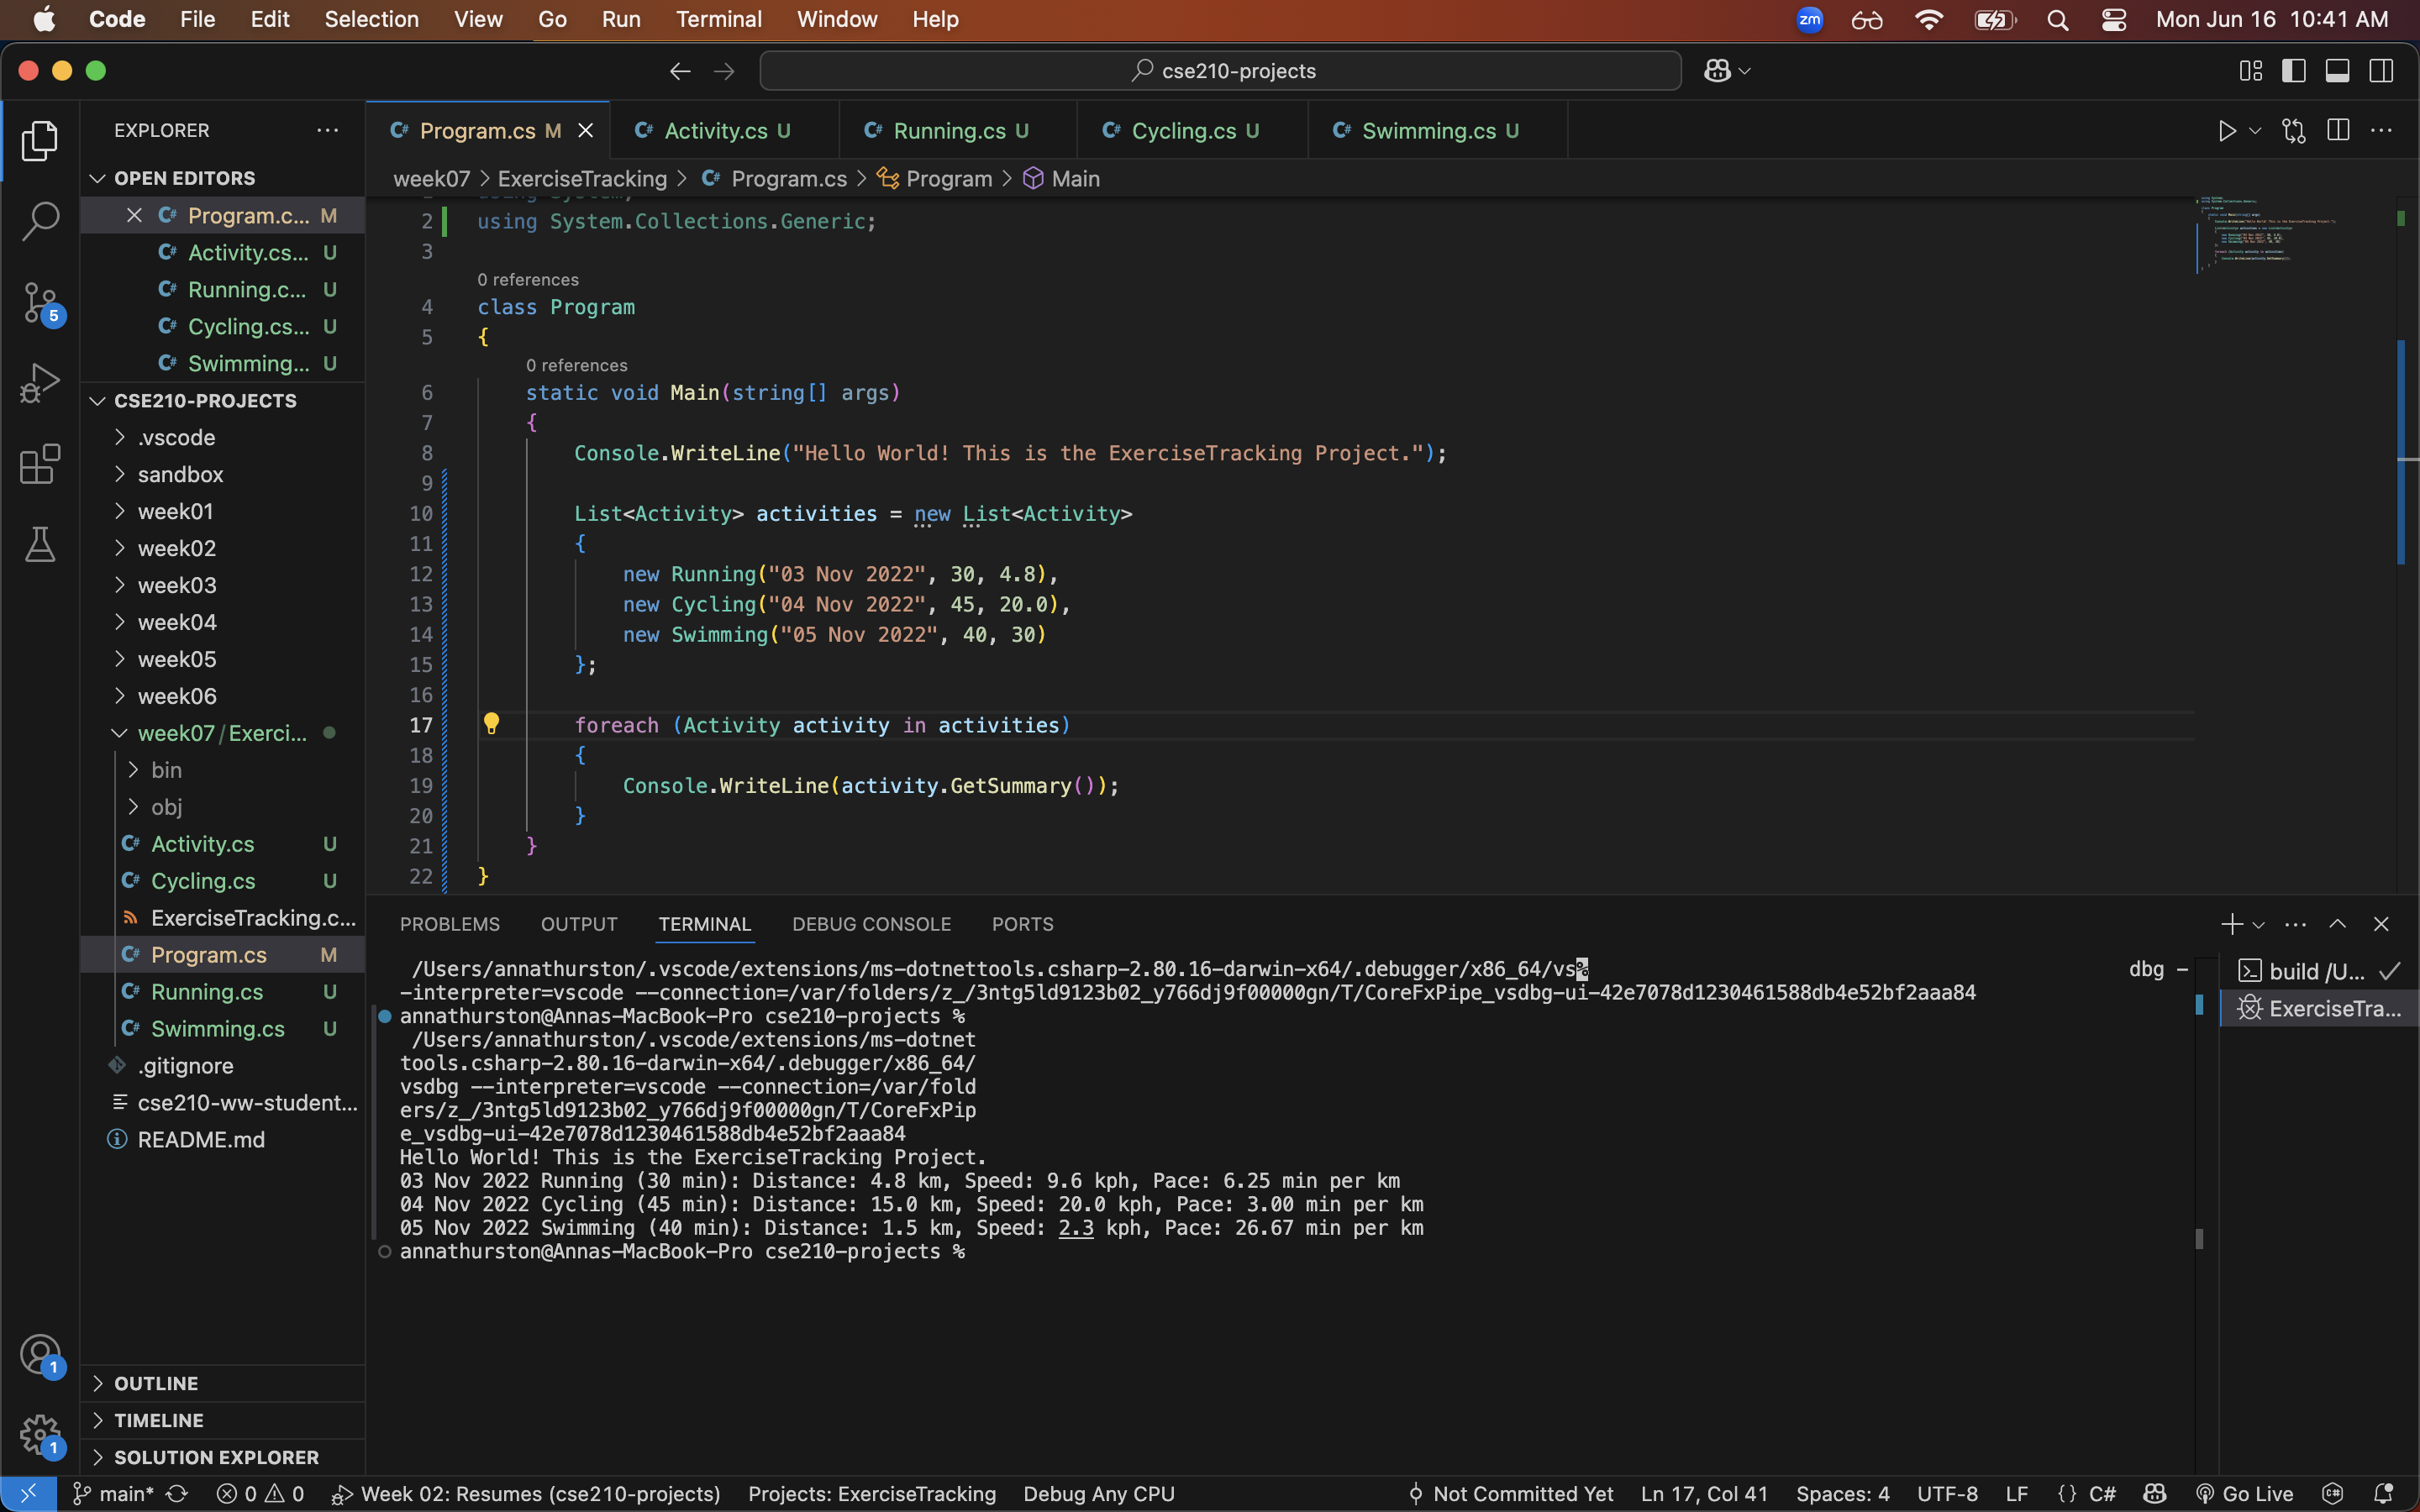 Code File Edit Selection View Go Run Terminal Window Help zm Mon Jun 16 10:41 AM
cse210-projects
EXPLORER
OPEN EDITORS
Program.c... M
Activity.cs... U
Running.c... U
Cycling.cs... U
Swimming... U
CSE210-PROJECTS
.vscode
sandbox
week01
week02
week03
week04
week05
week06
week07/Exerci...
bin
obj
Activity.cs U
Cycling.cs U
ExerciseTracking.c...
Program.cs M
Running.cs U
Swimming.cs U
.gitignore
cse210-ww-student...
README.md
OUTLINE
TIMELINE
SOLUTION EXPLORER
5
1
1
Program.cs M Activity.cs U Running.cs U Cycling.cs U Swimming.cs U
week07 > ExerciseTracking > Program.cs > Program > Main
2 using System.Collections.Generic;
3
0 references
4 class Program
5 {
0 references
6 static void Main(string[] args)
7 {
8 Console.WriteLine("Hello World! This is the ExerciseTracking Project.");
9
10 List<Activity> activities = new List<Activity>
11 {
12 new Running("03 Nov 2022", 30, 4.8),
13 new Cycling("04 Nov 2022", 45, 20.0),
14 new Swimming("05 Nov 2022", 40, 30)
15 };
16
17 foreach (Activity activity in activities)
18 {
19 Console.WriteLine(activity.GetSummary());
20 }
21 }
22 }
PROBLEMS OUTPUT TERMINAL DEBUG CONSOLE PORTS
/Users/annathurston/.vscode/extensions/ms-dotnettools.csharp-2.80.16-darwin-x64/.debugger/x86_64/vs% dbg -
-interpreter=vscode --connection=/var/folders/z_/3ntg5ld9123b02_y766dj9f00000gn/T/CoreFxPipe_vsdbg-ui-42e7078d1230461588db4e52bf2aaa84
annathurston@Annas-MacBook-Pro cse210-projects %
/Users/annathurston/.vscode/extensions/ms-dotnet
tools.csharp-2.80.16-darwin-x64/.debugger/x86_64/
vsdbg --interpreter=vscode --connection=/var/fold
ers/z_/3ntg5ld9123b02_y766dj9f00000gn/T/CoreFxPip
e_vsdbg-ui-42e7078d1230461588db4e52bf2aaa84
Hello World! This is the ExerciseTracking Project.
03 Nov 2022 Running (30 min): Distance: 4.8 km, Speed: 9.6 kph, Pace: 6.25 min per km
04 Nov 2022 Cycling (45 min): Distance: 15.0 km, Speed: 20.0 kph, Pace: 3.00 min per km
05 Nov 2022 Swimming (40 min): Distance: 1.5 km, Speed: 2.3 kph, Pace: 26.67 min per km
annathurston@Annas-MacBook-Pro cse210-projects %
build /U...
ExerciseTra...
main* 0 0 Week 02: Resumes (cse210-projects) Projects: ExerciseTracking Debug Any CPU Not Committed Yet Ln 17, Col 41 Spaces: 4 UTF-8 LF {} C# Go Live